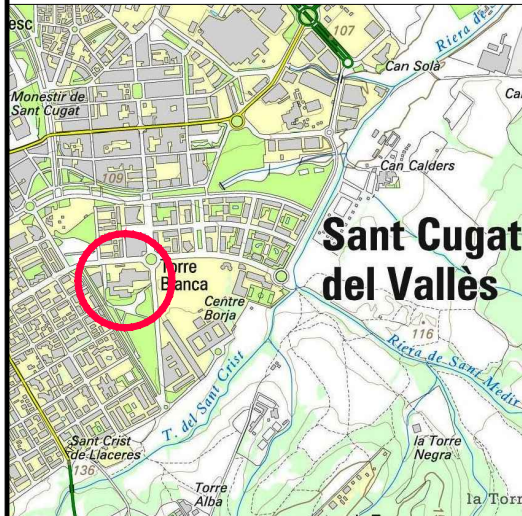 esc
107
Riera de
Can Solà
Monestir de
Sant Cugat
Ca
Can Calders
109
Sant Cugat
del Vallès
Torre
Blanca
Centre
Borja
116
Riera de Sant Medir
T. del Sant Crist
Sant Crist
de Llaceres
136
la Torre
Negra
Torre
Alba
la Torr